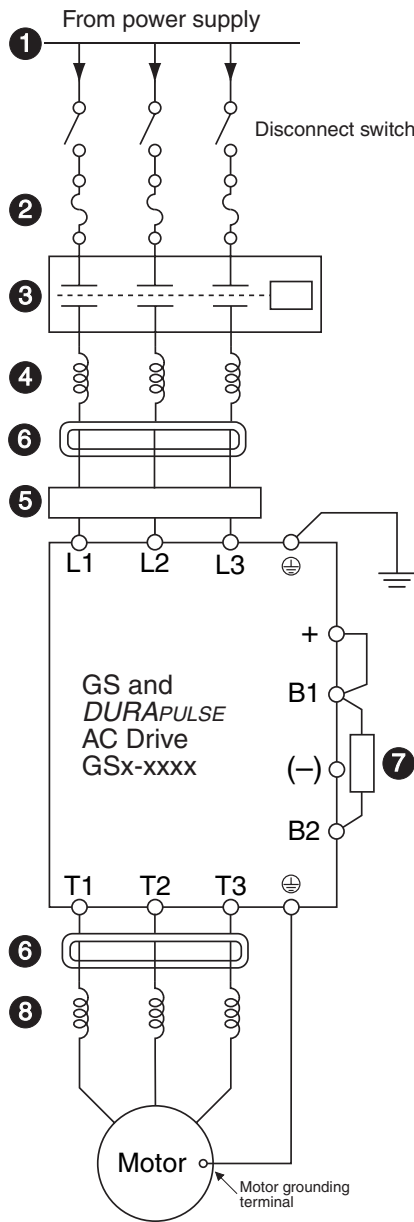 From power supply
1
Disconnect switch
2
3
4
6
5
L1 L2 L3
+
GS and
DURAPULSE
AC Drive
GSx-xxxx
B1
(–)
7
B2
T1 T2 T3
6
8
Motor
Motor grounding
terminal